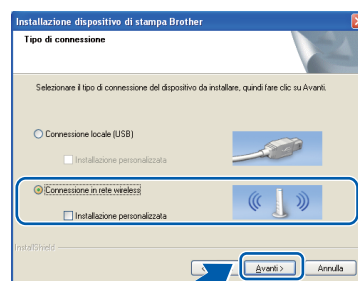 Installazione dispositivo di stampa Brother
Tipo di connessione
Selezionare il tipo di connessione del dispositivo da installare, quindi fare clic su Avanti.
Connessione locale (USB)
Installazione personalizzata
Connessione in rete wireless
Installazione personalizzata
InstallShield
Avanti > Annulla